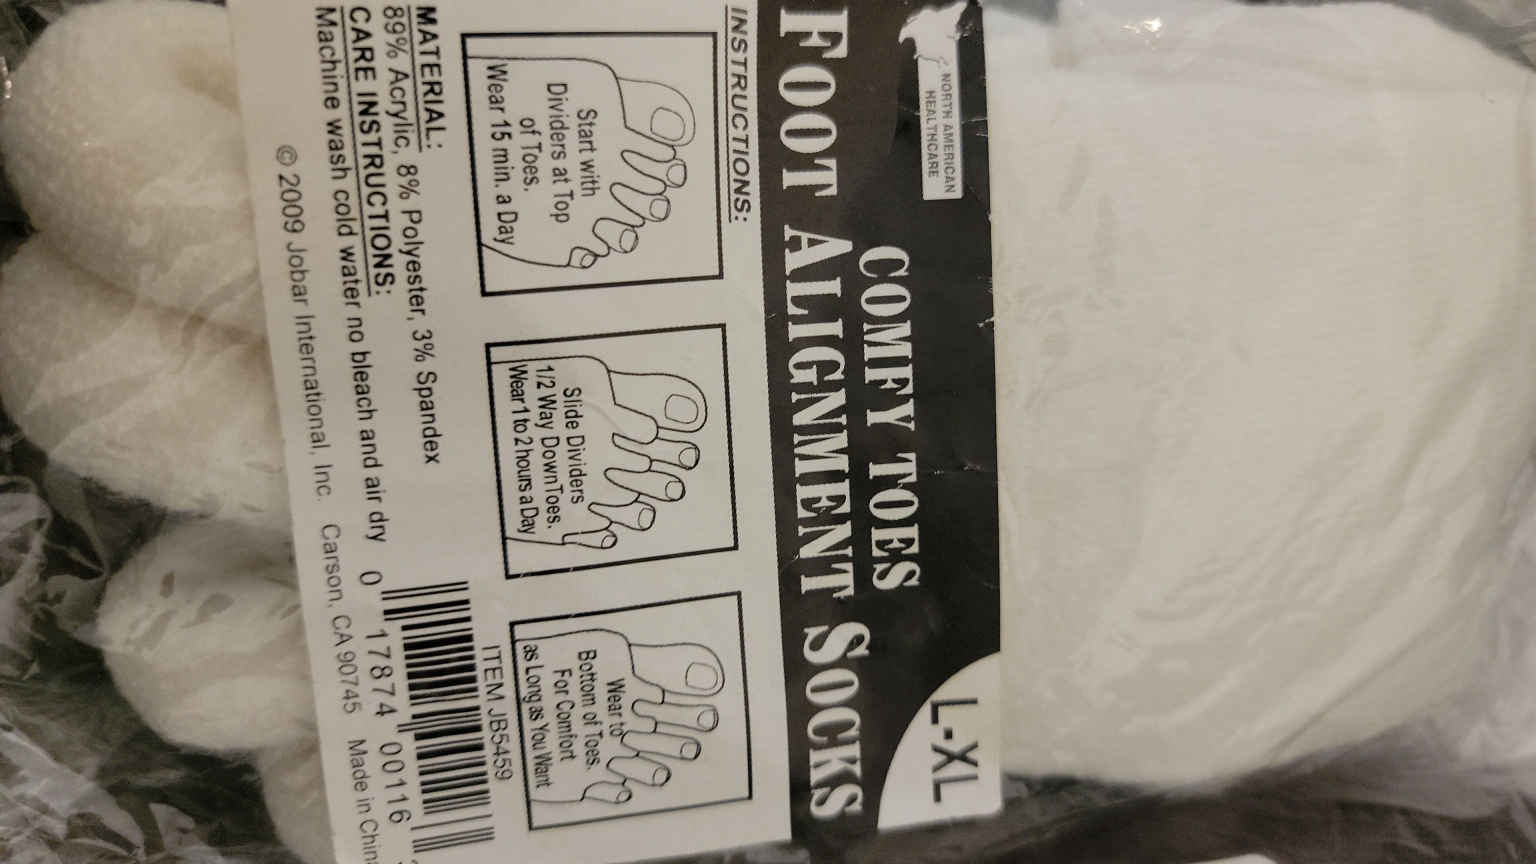 NORTH AMERICAN
HEALTHCARE
COMFY TOES
FOOT ALIGNMENT SOCKS
L-XL
INSTRUCTIONS:
Start with
Dividers at Top
of Toes.
Wear 15 min. a Day
Slide Dividers
1/2 Way Down Toes.
Wear 1 to 2 hours a Day
Wear to
Bottom of Toes.
For Comfort
as Long as You Want
MATERIAL:
89% Acrylic, 8% Polyester, 3% Spandex
CARE INSTRUCTIONS:
Machine wash cold water no bleach and air dry
ITEM JB5459
0 17874 00116
© 2009 Jobar International, Inc. Carson, CA 90745 Made in China